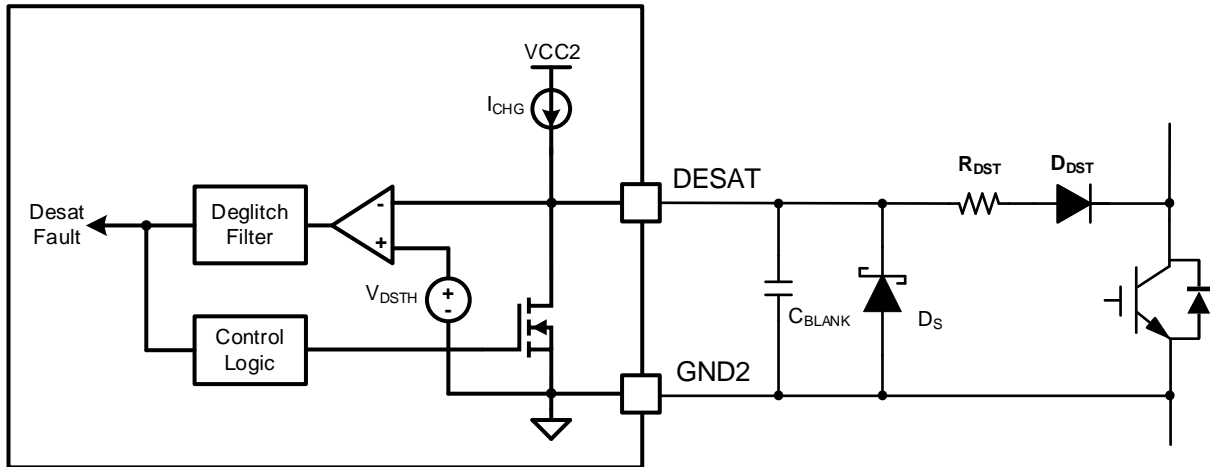 VCC2
I_CHG
DESAT
R_DST
D_DST
Desat
Fault
Deglitch
Filter
-
+
V_DSTH
+
-
C_BLANK
D_S
Control
Logic
GND2